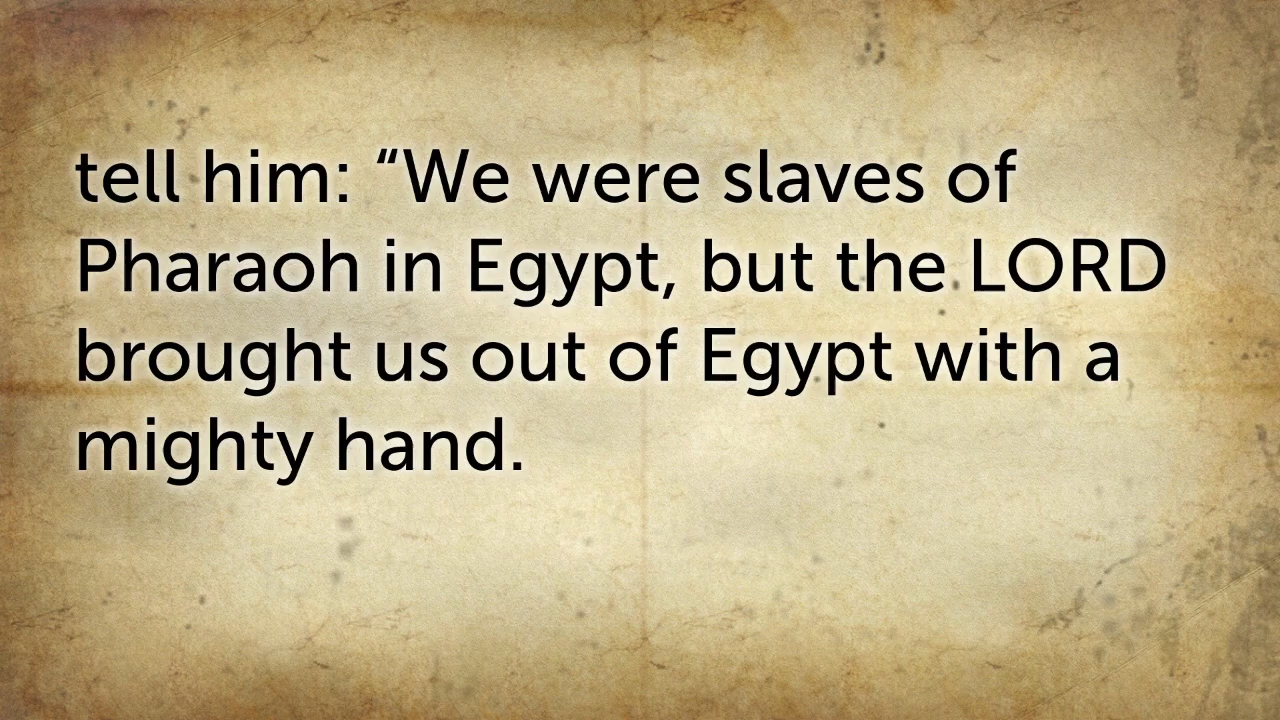 tell him: “We were slaves of
Pharaoh in Egypt, but the LORD
brought us out of Egypt with a
mighty hand.